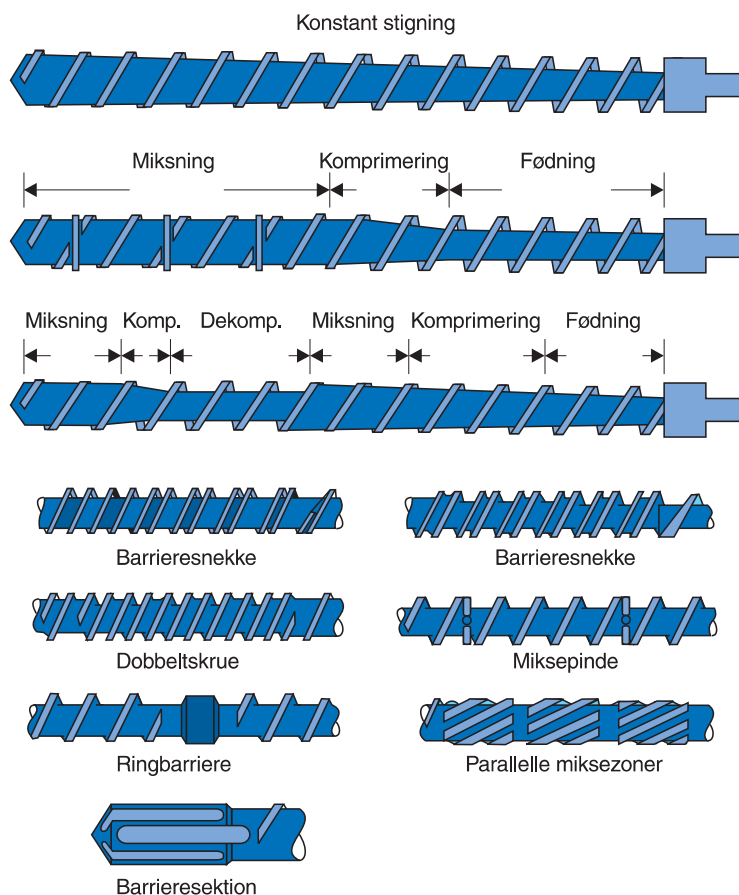 Konstant stigning
Miksning Komprimering Fødning
Miksning Komp. Dekomp. Miksning Komprimering Fødning
Barrieresnekke Barrieresnekke
Dobbeltskrue Miksepinde
Ringbarriere Parallelle miksezoner
Barrieresektion